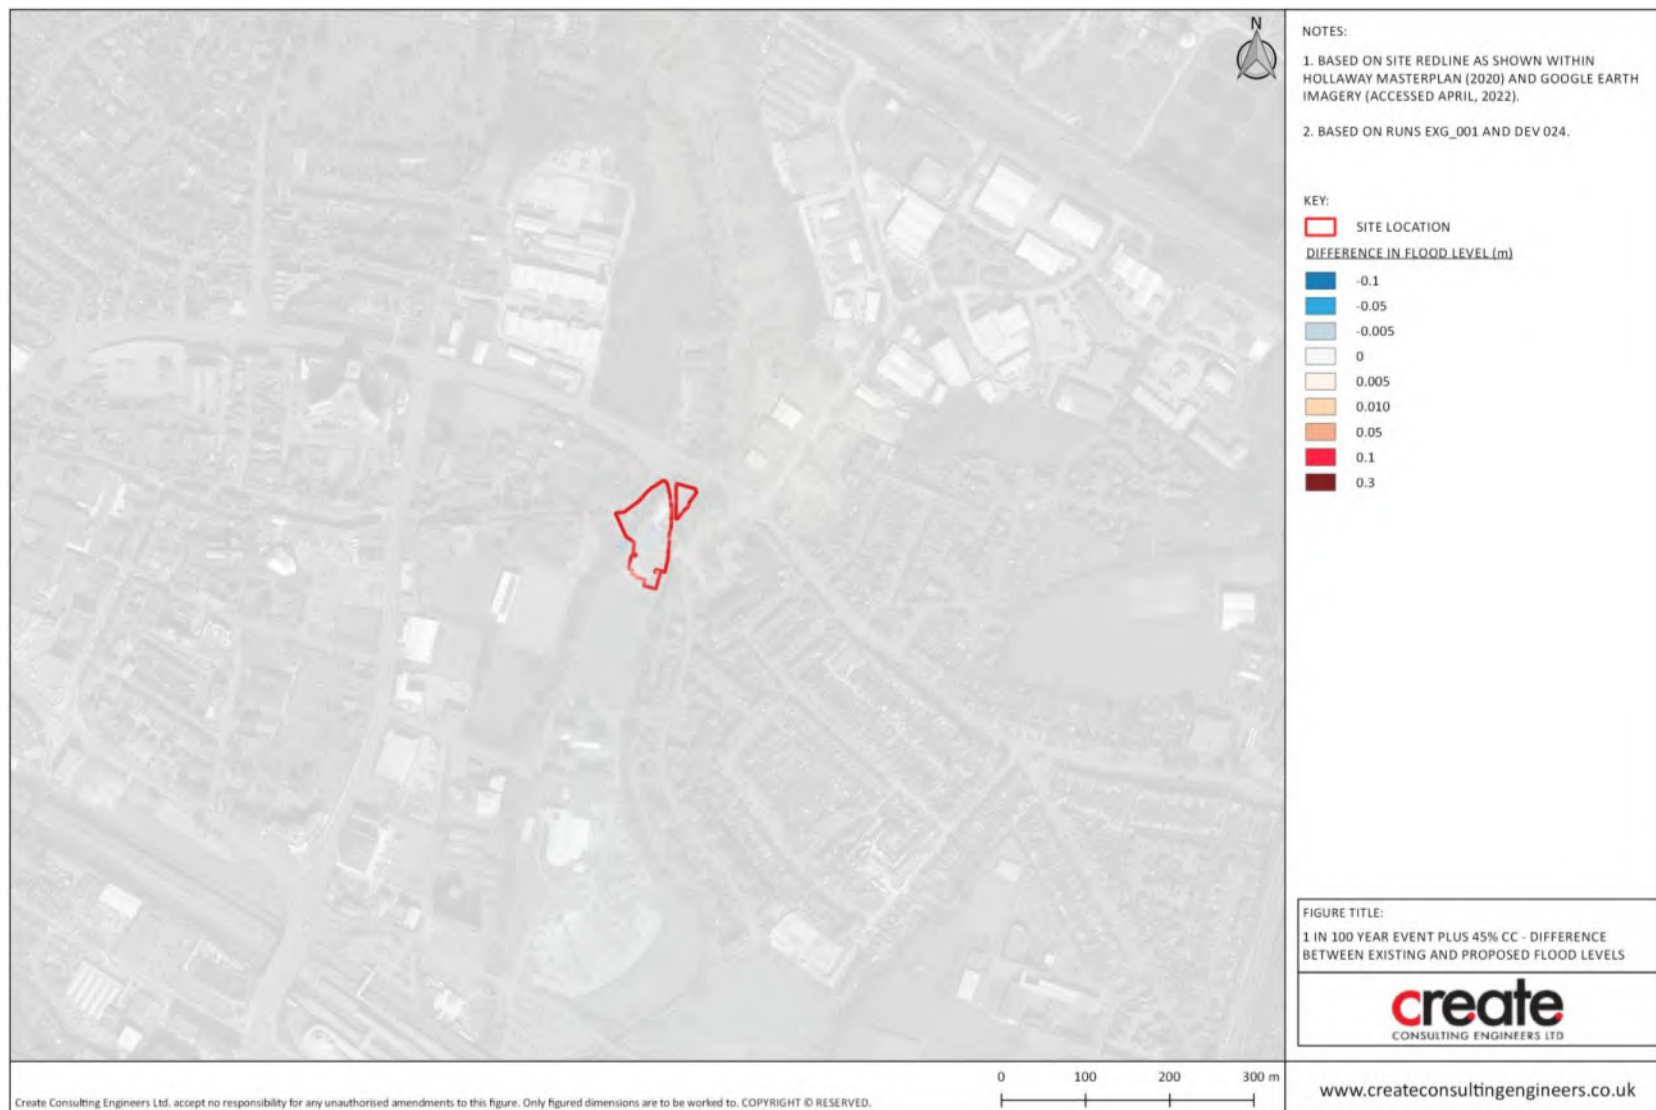 N
NOTES:
1. BASED ON SITE REDLINE AS SHOWN WITHIN
HOLLAWAY MASTERPLAN (2020) AND GOOGLE EARTH
IMAGERY (ACCESSED APRIL, 2022).
2. BASED ON RUNS EXG_001 AND DEV 024.
KEY:
SITE LOCATION
DIFFERENCE IN FLOOD LEVEL (m)
-0.1
-0.05
-0.005
0
0.005
0.010
0.05
0.1
0.3
FIGURE TITLE:
1 IN 100 YEAR EVENT PLUS 45% CC - DIFFERENCE
BETWEEN EXISTING AND PROPOSED FLOOD LEVELS
create
CONSULTING ENGINEERS LTD
0 100 200 300 m
Create Consulting Engineers Ltd. accept no responsibility for any unauthorised amendments to this figure. Only figured dimensions are to be worked to. COPYRIGHT © RESERVED.
www.createconsultingengineers.co.uk